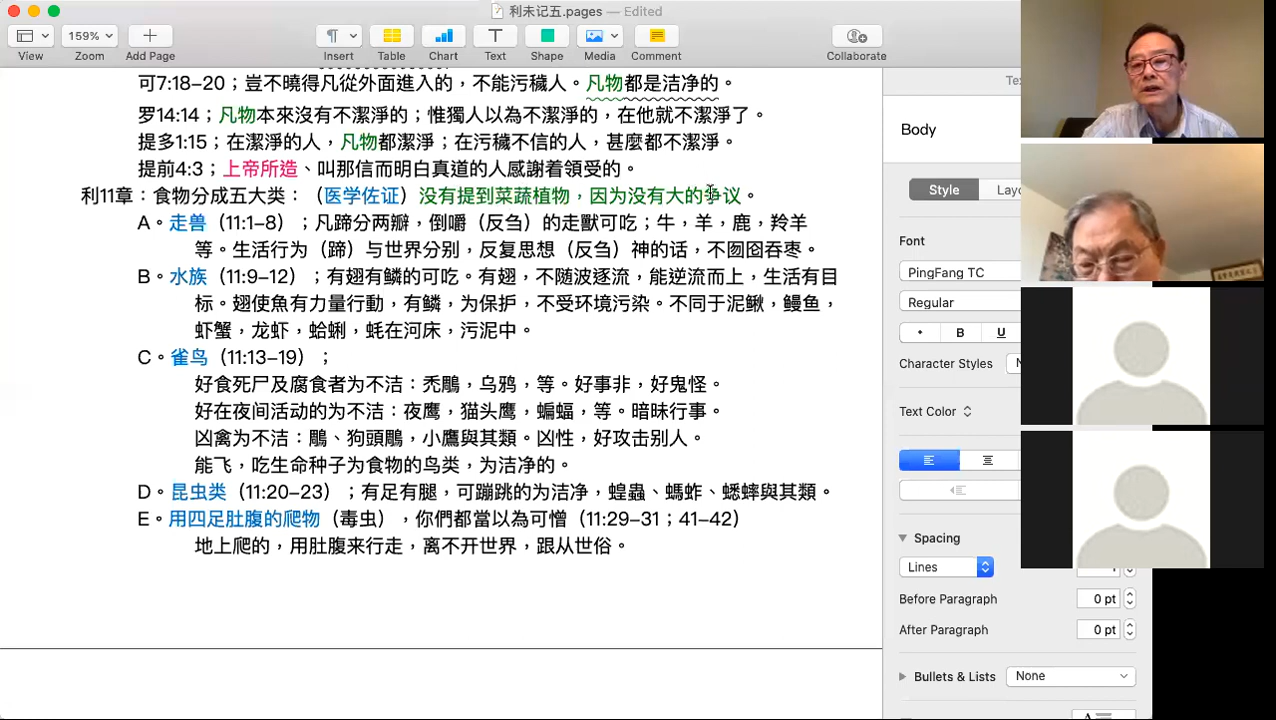 利未记五.pages — Edited
159%
View
Zoom
Add Page
Insert
Table
Chart
Text
Shape
Media
Comment
Collaborate
可7:18–20；豈不曉得凡從外面進入的，不能污穢人。凡物都是洁净的。
罗14:14；凡物本來沒有不潔淨的；惟獨人以為不潔淨的，在他就不潔淨了。
提多1:15；在潔淨的人，凡物都潔淨；在污穢不信的人，甚麼都不潔淨。
提前4:3；上帝所造、叫那信而明白真道的人感謝着領受的。
利11章：食物分成五大类：（医学佐证）没有提到菜蔬植物，因为没有大的争议。
A。走兽（11:1–8）；凡蹄分两瓣，倒嚼（反刍）的走獸可吃；牛，羊，鹿，羚羊
等。生活行为（蹄）与世界分别，反复思想（反刍）神的话，不囫囵吞枣。
B。水族（11:9–12）；有翅有鳞的可吃。有翅，不随波逐流，能逆流而上，生活有目
标。翅使魚有力量行動，有鳞，为保护，不受环境污染。不同于泥鳅，鳗鱼，
虾蟹，龙虾，蛤蜊，蚝在河床，污泥中。
C。雀鸟（11:13–19）；
好食死尸及腐食者为不洁：禿鵰，乌鸦，等。好事非，好鬼怪。
好在夜间活动的为不洁：夜鹰，猫头鹰，蝙蝠，等。暗昧行事。
凶禽为不洁：鵰、狗頭鵰，小鷹與其類。凶性，好攻击别人。
能飞，吃生命种子为食物的鸟类，为洁净的。
D。昆虫类（11:20–23）；有足有腿，可蹦跳的为洁净，蝗蟲、螞蚱、蟋蟀與其類。
E。用四足肚腹的爬物（毒虫），你們都當以為可憎（11:29–31；41–42）
地上爬的，用肚腹来行走，离不开世界，跟从世俗。
Body
Style
Font
PingFang TC
Regular
B
U
Character Styles
Text Color
Spacing
Lines
Before Paragraph
0 pt
After Paragraph
0 pt
Bullets & Lists
None